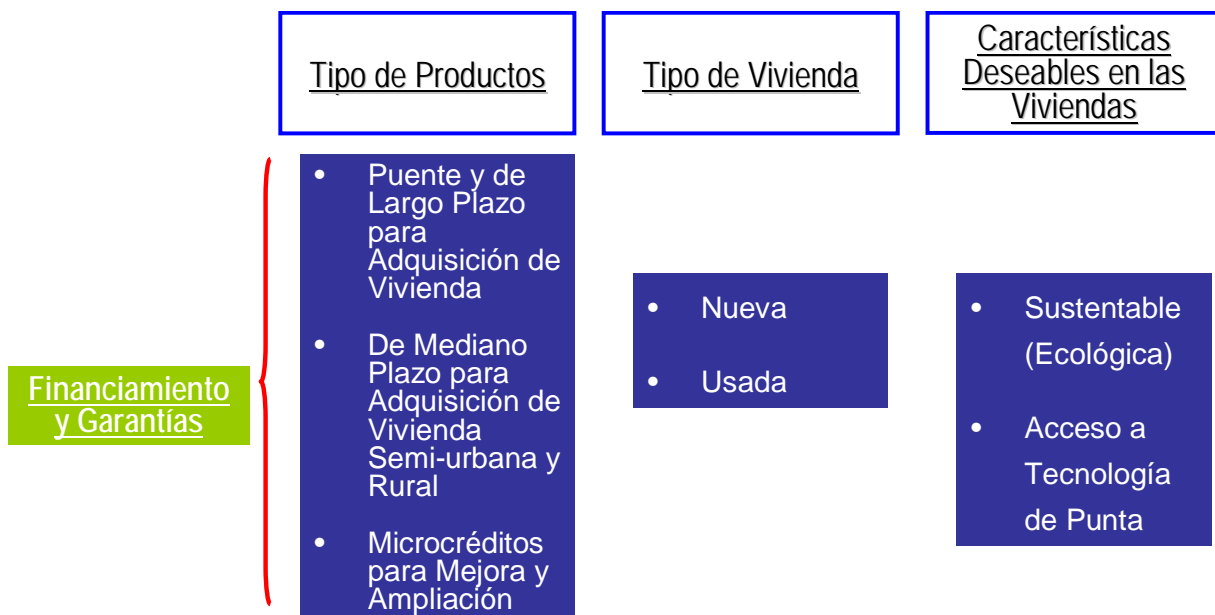 Tipo de Productos
Tipo de Vivienda
Características
Deseables en las
Viviendas
Financiamiento
y Garantías
• Puente y de
Largo Plazo
para
Adquisición de
Vivienda
• De Mediano
Plazo para
Adquisición de
Vivienda
Semi-urbana y
Rural
• Microcréditos
para Mejora y
Ampliación
• Nueva
• Usada
• Sustentable
(Ecológica)
• Acceso a
Tecnología
de Punta